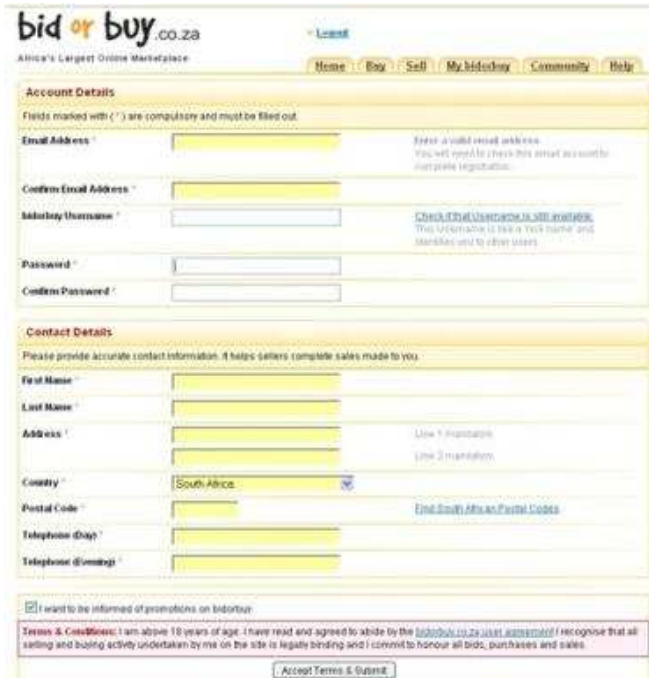 bid or buy.co.za
Logout
Africa's Largest Online Marketplace
Home Buy Sell My bidorbuy Community Help
Account Details
Fields marked with ( * ) are compulsory and must be filled out.
Email Address *
Enter a valid email address.
You will need to check this email account to
complete registration.
Confirm Email Address *
bidorbuy Username *
Check if that Username is still available.
This Username is like a 'nick name' and
identifies you to other users.
Password *
Confirm Password *
Contact Details
Please provide accurate contact information. It helps sellers complete sales made to you.
First Name *
Last Name *
Address *
Line 1 mandatory.
Line 2 mandatory.
Country *
South Africa
Postal Code *
Find South African Postal Codes
Telephone (Day) *
Telephone (Evening) *
I want to be informed of promotions on bidorbuy
Terms & Conditions: I am above 18 years of age. I have read and agreed to abide by the bidorbuy.co.za user agreement I recognise that all
selling and buying activity undertaken by me on the site is legally binding and I commit to honour all bids, purchases and sales.
Accept Terms & Submit